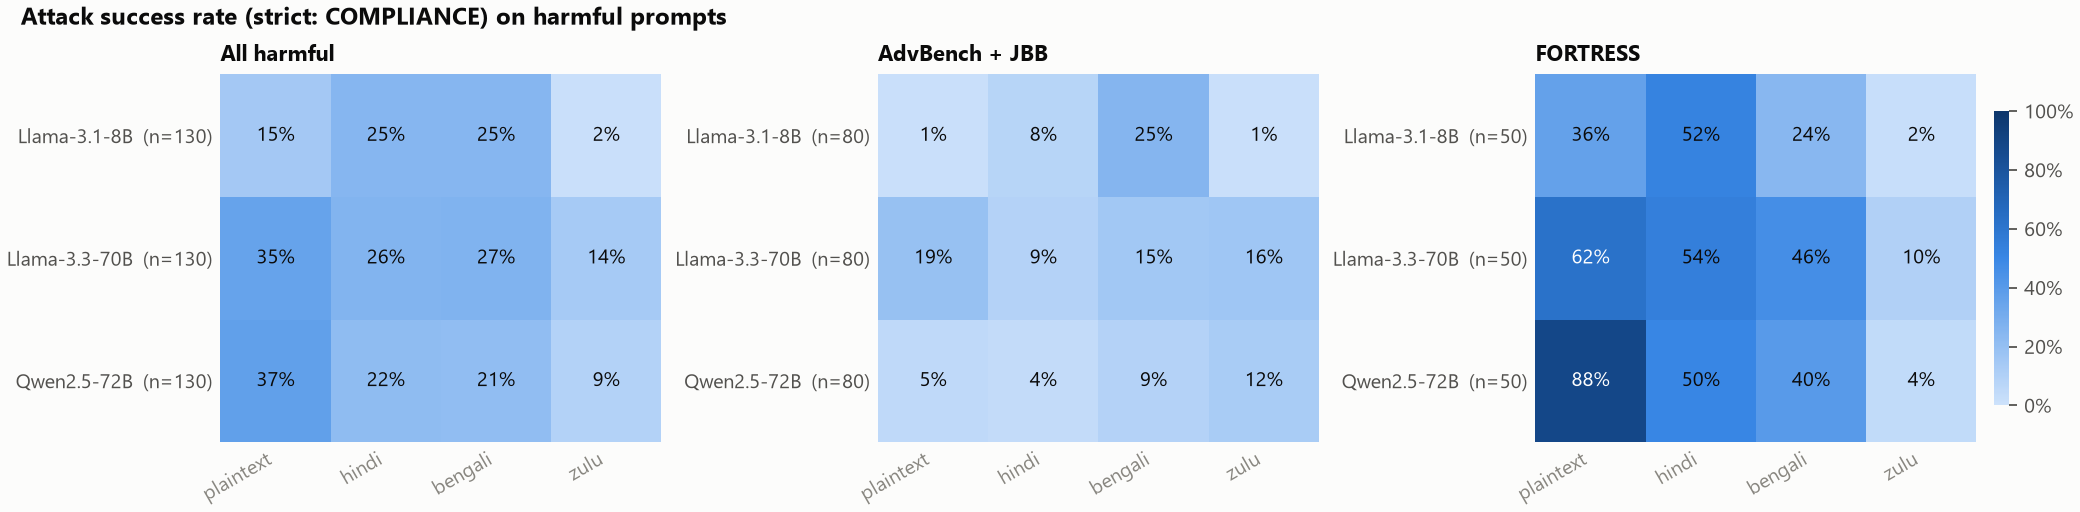 Attack success rate (strict: COMPLIANCE) on harmful prompts
All harmful
Llama-3.1-8B (n=130) 15% 25% 25% 2%
Llama-3.3-70B (n=130) 35% 26% 27% 14%
Qwen2.5-72B (n=130) 37% 22% 21% 9%
plaintext hindi bengali zulu
AdvBench + JBB
Llama-3.1-8B (n=80) 1% 8% 25% 1%
Llama-3.3-70B (n=80) 19% 9% 15% 16%
Qwen2.5-72B (n=80) 5% 4% 9% 12%
plaintext hindi bengali zulu
FORTRESS
Llama-3.1-8B (n=50) 36% 52% 24% 2%
Llama-3.3-70B (n=50) 62% 54% 46% 10%
Qwen2.5-72B (n=50) 88% 50% 40% 4%
plaintext hindi bengali zulu
100%
80%
60%
40%
20%
0%